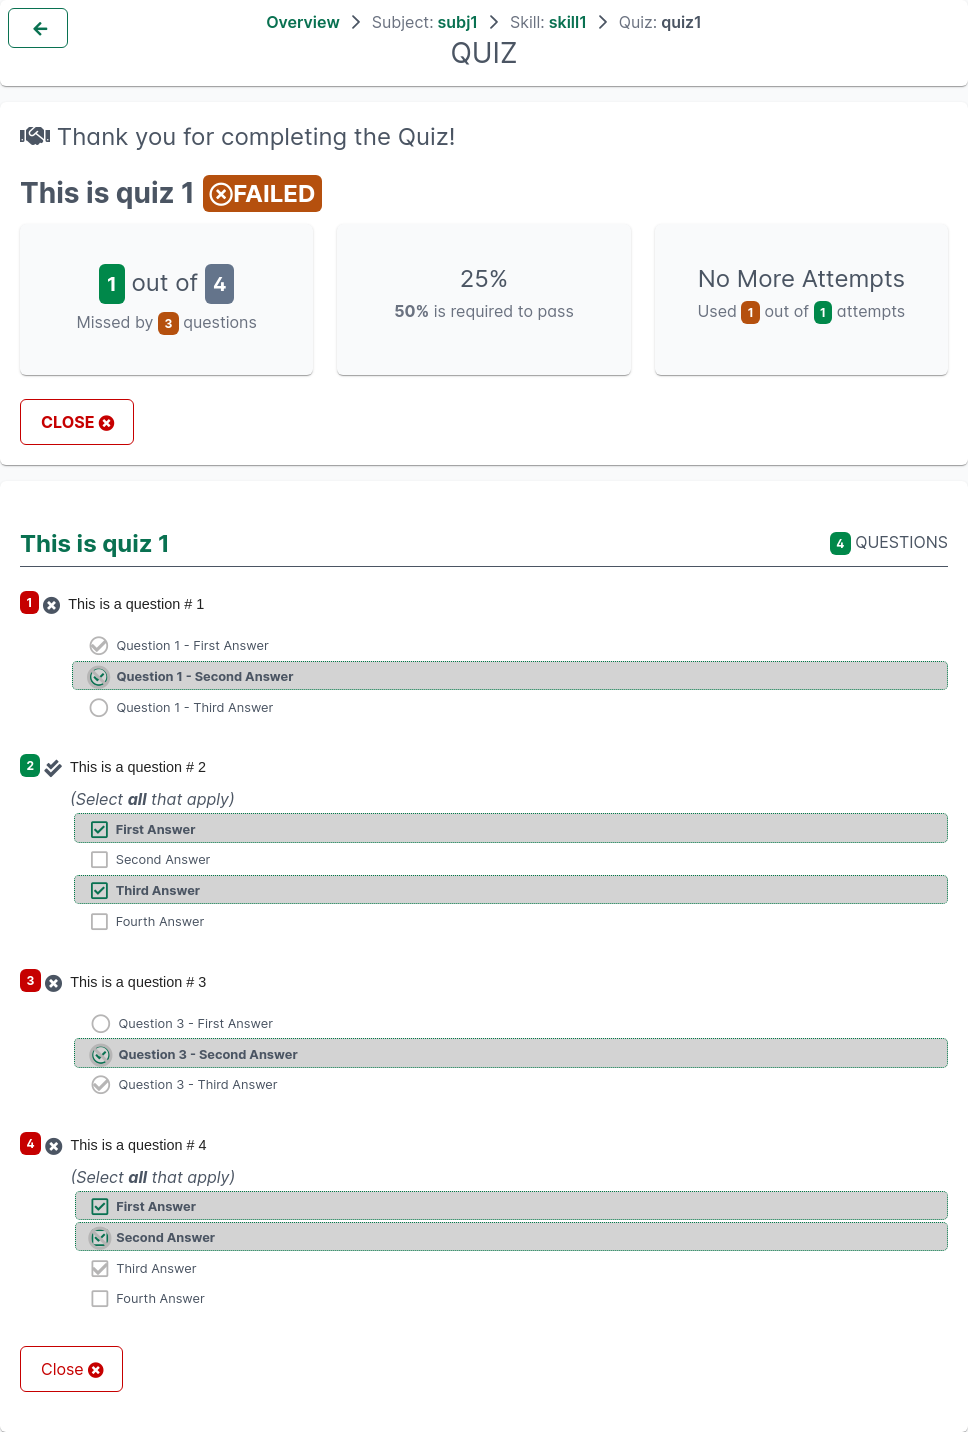 Overview > Subject: subj1 > Skill: skill1 > Quiz: quiz1
QUIZ
Thank you for completing the Quiz!
This is quiz 1 FAILED
1 out of 4
Missed by 3 questions
25%
50% is required to pass
No More Attempts
Used 1 out of 1 attempts
CLOSE
This is quiz 1
4 QUESTIONS
1 This is a question # 1
Question 1 - First Answer
Question 1 - Second Answer
Question 1 - Third Answer
2 This is a question # 2
(Select all that apply)
First Answer
Second Answer
Third Answer
Fourth Answer
3 This is a question # 3
Question 3 - First Answer
Question 3 - Second Answer
Question 3 - Third Answer
4 This is a question # 4
(Select all that apply)
First Answer
Second Answer
Third Answer
Fourth Answer
Close